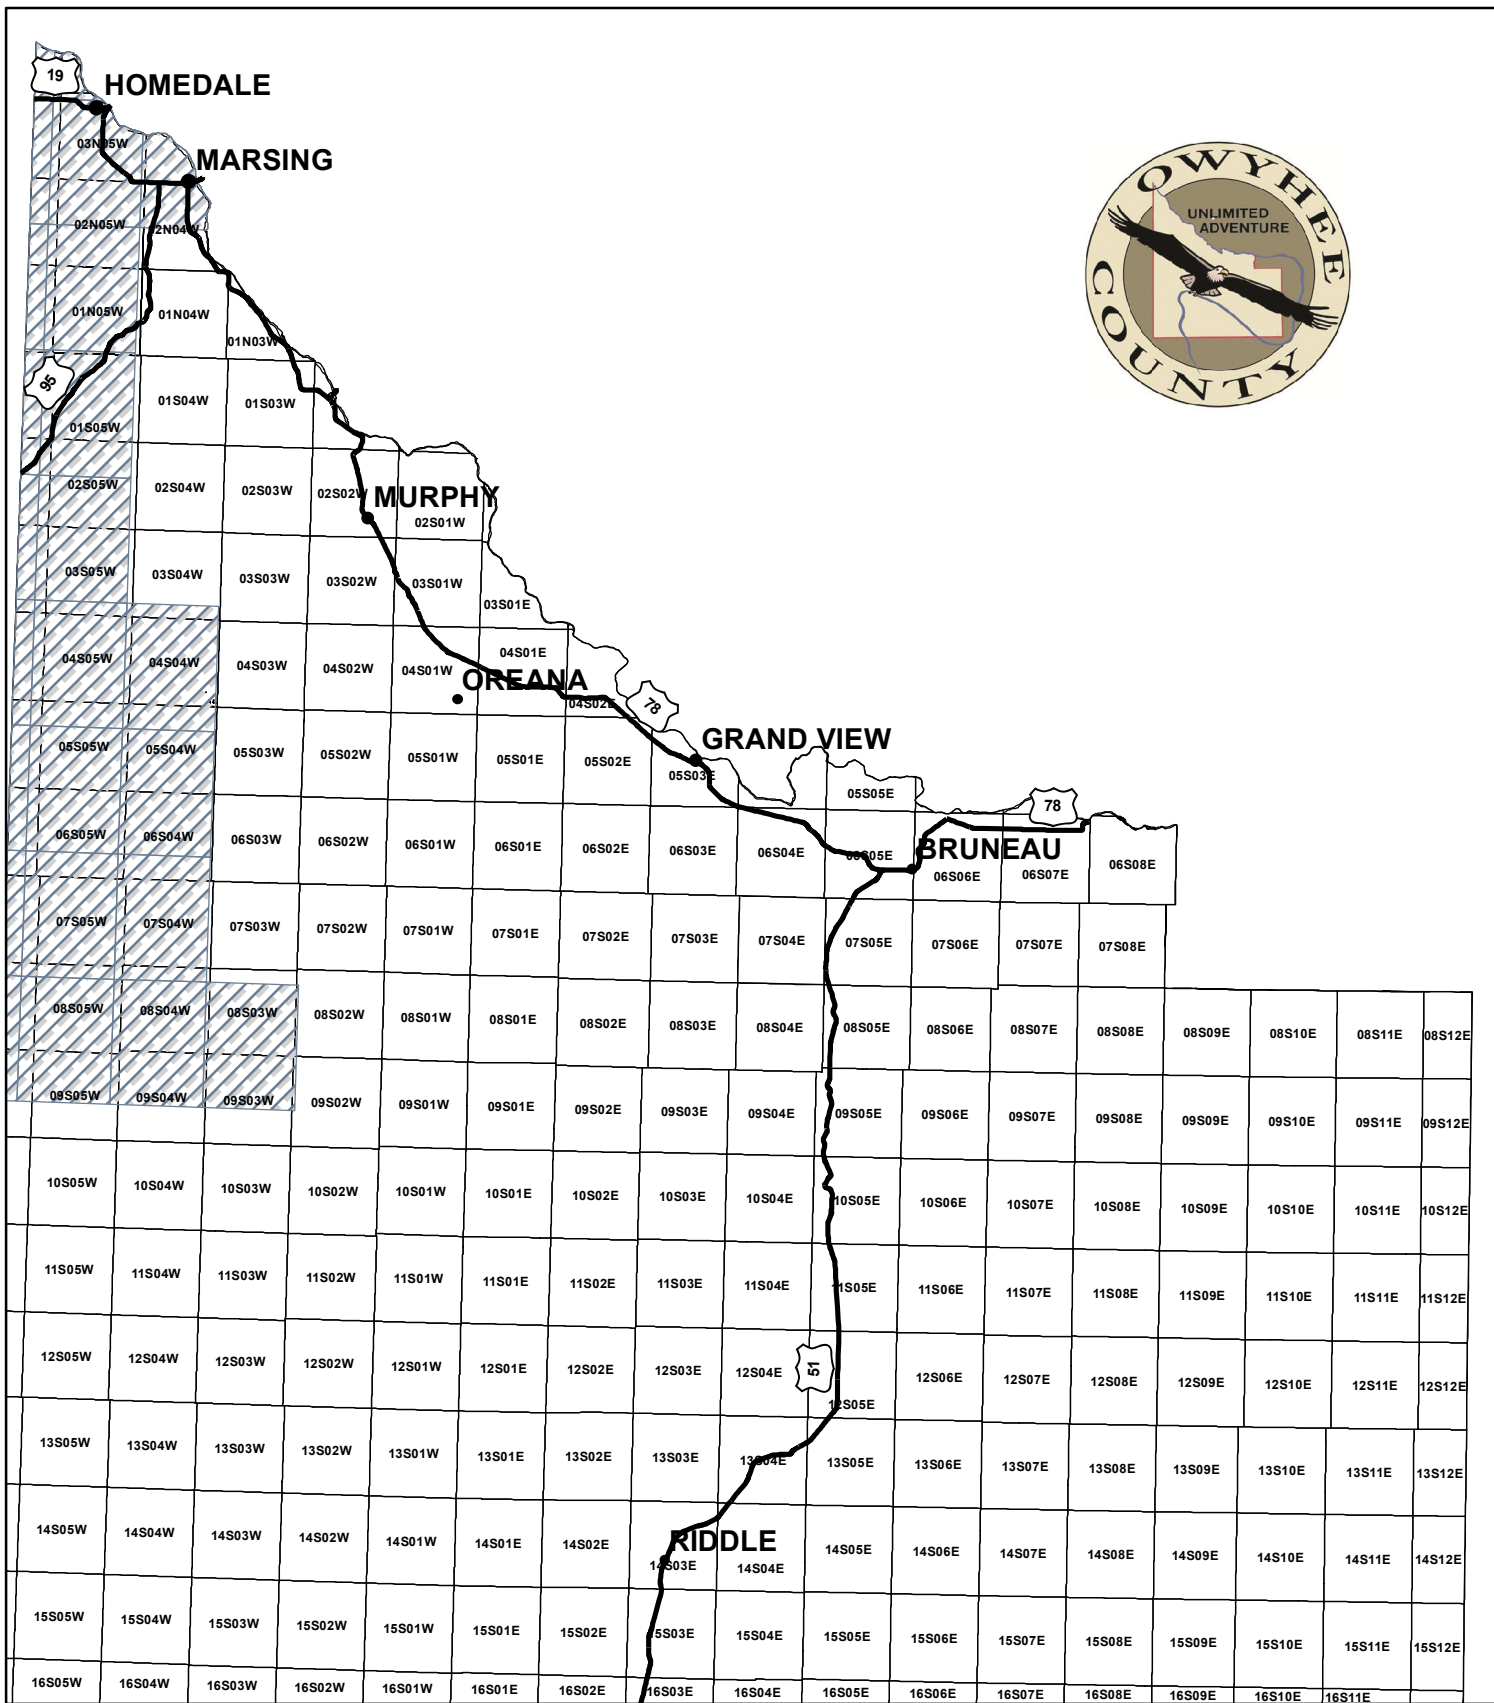 19
HOMEDALE
03N05W
MARSING
OWYHEE
COUNTY
UNLIMITED
ADVENTURE
02N05W
2N04W
01N05W 01N04W
01N03W
95
01S05W 01S04W 01S03W
02S05W 02S04W 02S03W 02S02W
MURPHY
02S01W
03S05W 03S04W 03S03W 03S02W 03S01W
03S01E
04S05W 04S04W 04S03W 04S02W 04S01W 04S01E
OREANA
04S02E
78
GRAND VIEW
05S05W 05S04W 05S03W 05S02W 05S01W 05S01E 05S02E 05S03E
05S05E
78
06S05W 06S04W 06S03W 06S02W 06S01W 06S01E 06S02E 06S03E 06S04E 06S05E
BRUNEAU
06S06E 06S07E 06S08E
07S05W 07S04W 07S03W 07S02W 07S01W 07S01E 07S02E 07S03E 07S04E 07S05E 07S06E 07S07E 07S08E
08S05W 08S04W 08S03W 08S02W 08S01W 08S01E 08S02E 08S03E 08S04E 08S05E 08S06E 08S07E 08S08E 08S09E 08S10E 08S11E 08S12E
09S05W 09S04W 09S03W 09S02W 09S01W 09S01E 09S02E 09S03E 09S04E 09S05E 09S06E 09S07E 09S08E 09S09E 09S10E 09S11E 09S12E
10S05W 10S04W 10S03W 10S02W 10S01W 10S01E 10S02E 10S03E 10S04E 10S05E 10S06E 10S07E 10S08E 10S09E 10S10E 10S11E 10S12E
11S05W 11S04W 11S03W 11S02W 11S01W 11S01E 11S02E 11S03E 11S04E 11S05E 11S06E 11S07E 11S08E 11S09E 11S10E 11S11E 11S12E
12S05W 12S04W 12S03W 12S02W 12S01W 12S01E 12S02E 12S03E 12S04E 51 12S06E 12S07E 12S08E 12S09E 12S10E 12S11E 12S12E
12S05E
13S05W 13S04W 13S03W 13S02W 13S01W 13S01E 13S02E 13S03E 13S04E 13S05E 13S06E 13S07E 13S08E 13S09E 13S10E 13S11E 13S12E
RIDDLE
14S05W 14S04W 14S03W 14S02W 14S01W 14S01E 14S02E 14S03E 14S04E 14S05E 14S06E 14S07E 14S08E 14S09E 14S10E 14S11E 14S12E
15S05W 15S04W 15S03W 15S02W 15S01W 15S01E 15S02E 15S03E 15S04E 15S05E 15S06E 15S07E 15S08E 15S09E 15S10E 15S11E 15S12E
16S05W 16S04W 16S03W 16S02W 16S01W 16S01E 16S02E 16S03E 16S04E 16S05E 16S06E 16S07E 16S08E 16S09E 16S10E 16S11E